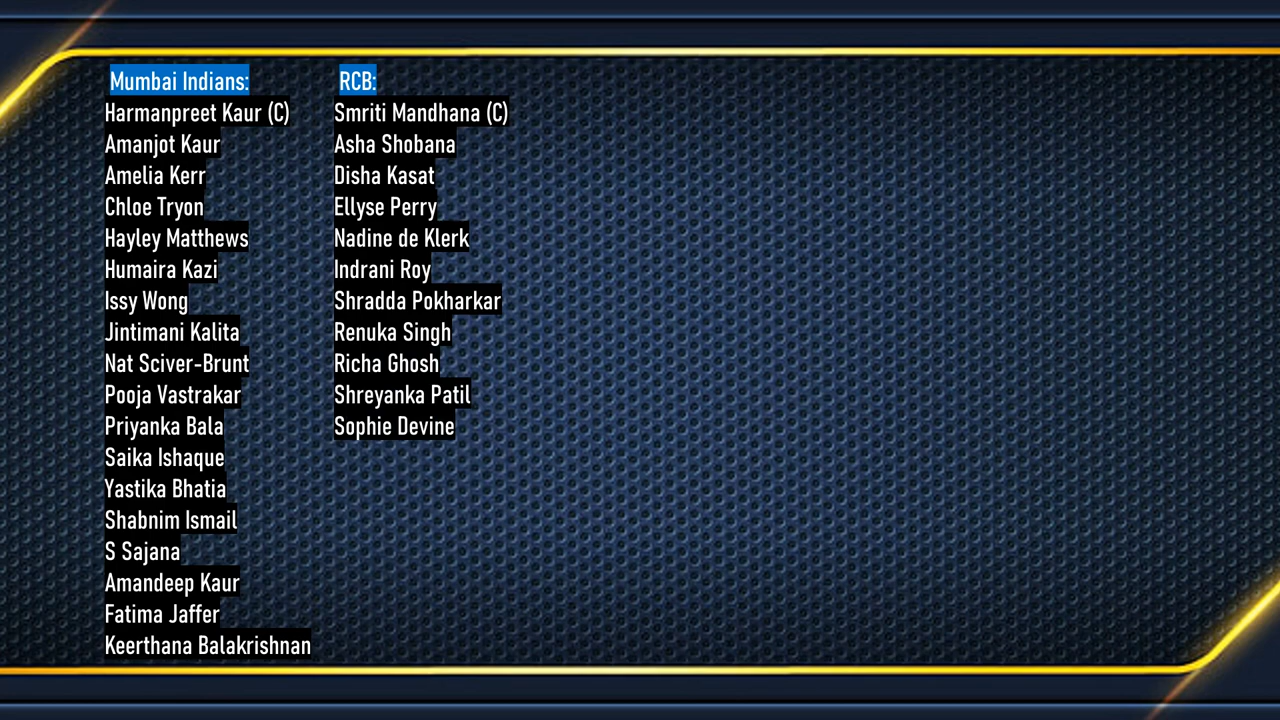 Mumbai Indians:
Harmanpreet Kaur (C)
Amanjot Kaur
Amelia Kerr
Chloe Tryon
Hayley Matthews
Humaira Kazi
Issy Wong
Jintimani Kalita
Nat Sciver-Brunt
Pooja Vastrakar
Priyanka Bala
Saika Ishaque
Yastika Bhatia
Shabnim Ismail
S Sajana
Amandeep Kaur
Fatima Jaffer
Keerthana Balakrishnan
RCB:
Smriti Mandhana (C)
Asha Shobana
Disha Kasat
Ellyse Perry
Nadine de Klerk
Indrani Roy
Shradda Pokharkar
Renuka Singh
Richa Ghosh
Shreyanka Patil
Sophie Devine